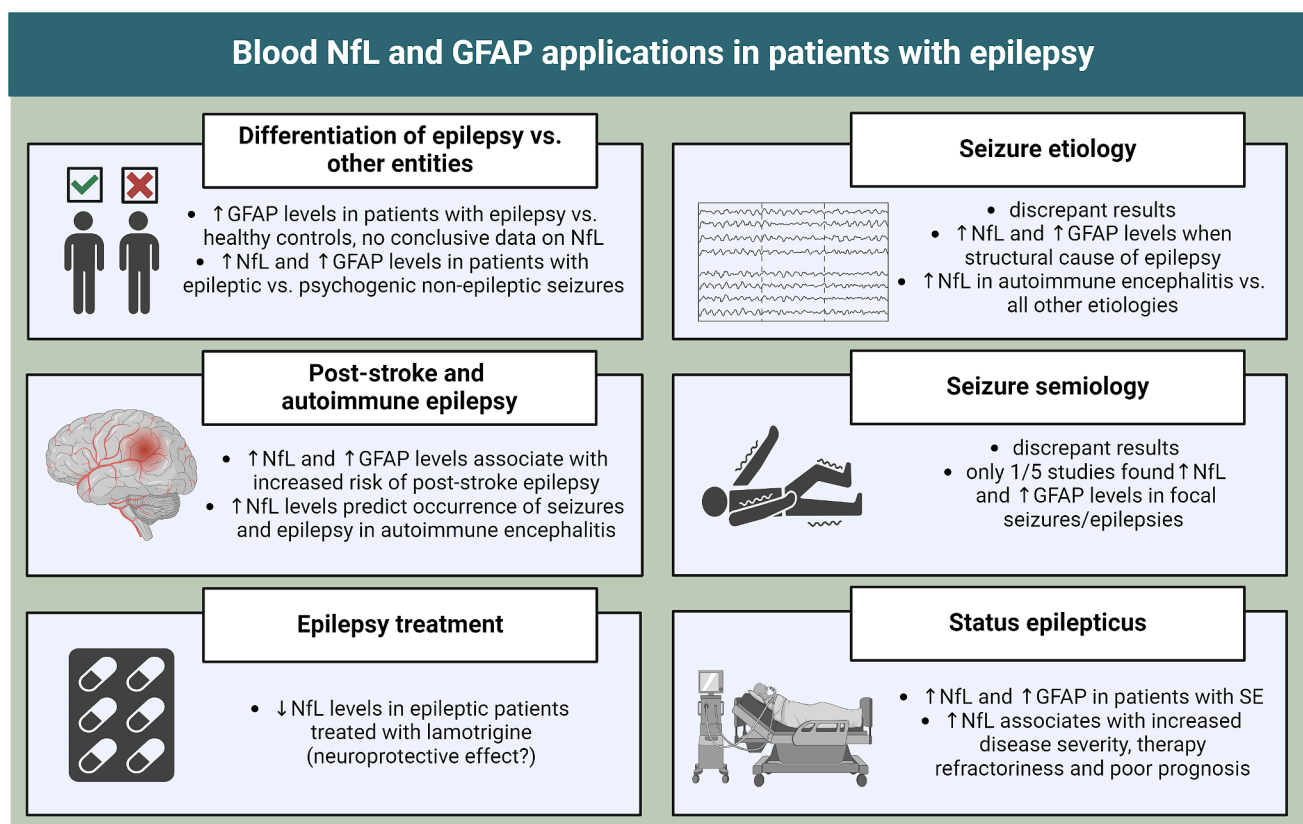 Blood NfL and GFAP applications in patients with epilepsy
Differentiation of epilepsy vs.
other entities
• ↑GFAP levels in patients with epilepsy vs.
healthy controls, no conclusive data on NfL
• ↑NfL and ↑GFAP levels in patients with
epileptic vs. psychogenic non-epileptic seizures
Seizure etiology
• discrepant results
• ↑NfL and ↑GFAP levels when
structural cause of epilepsy
• ↑NfL in autoimmune encephalitis vs.
all other etiologies
Post-stroke and
autoimmune epilepsy
• ↑NfL and ↑GFAP levels associate with
increased risk of post-stroke epilepsy
• ↑NfL levels predict occurrence of seizures
and epilepsy in autoimmune encephalitis
Seizure semiology
• discrepant results
• only 1/5 studies found↑NfL
and ↑GFAP levels in focal
seizures/epilepsies
Epilepsy treatment
• ↓NfL levels in epileptic patients
treated with lamotrigine
(neuroprotective effect?)
Status epilepticus
• ↑NfL and ↑GFAP in patients with SE
• ↑NfL associates with increased
disease severity, therapy
refractoriness and poor prognosis